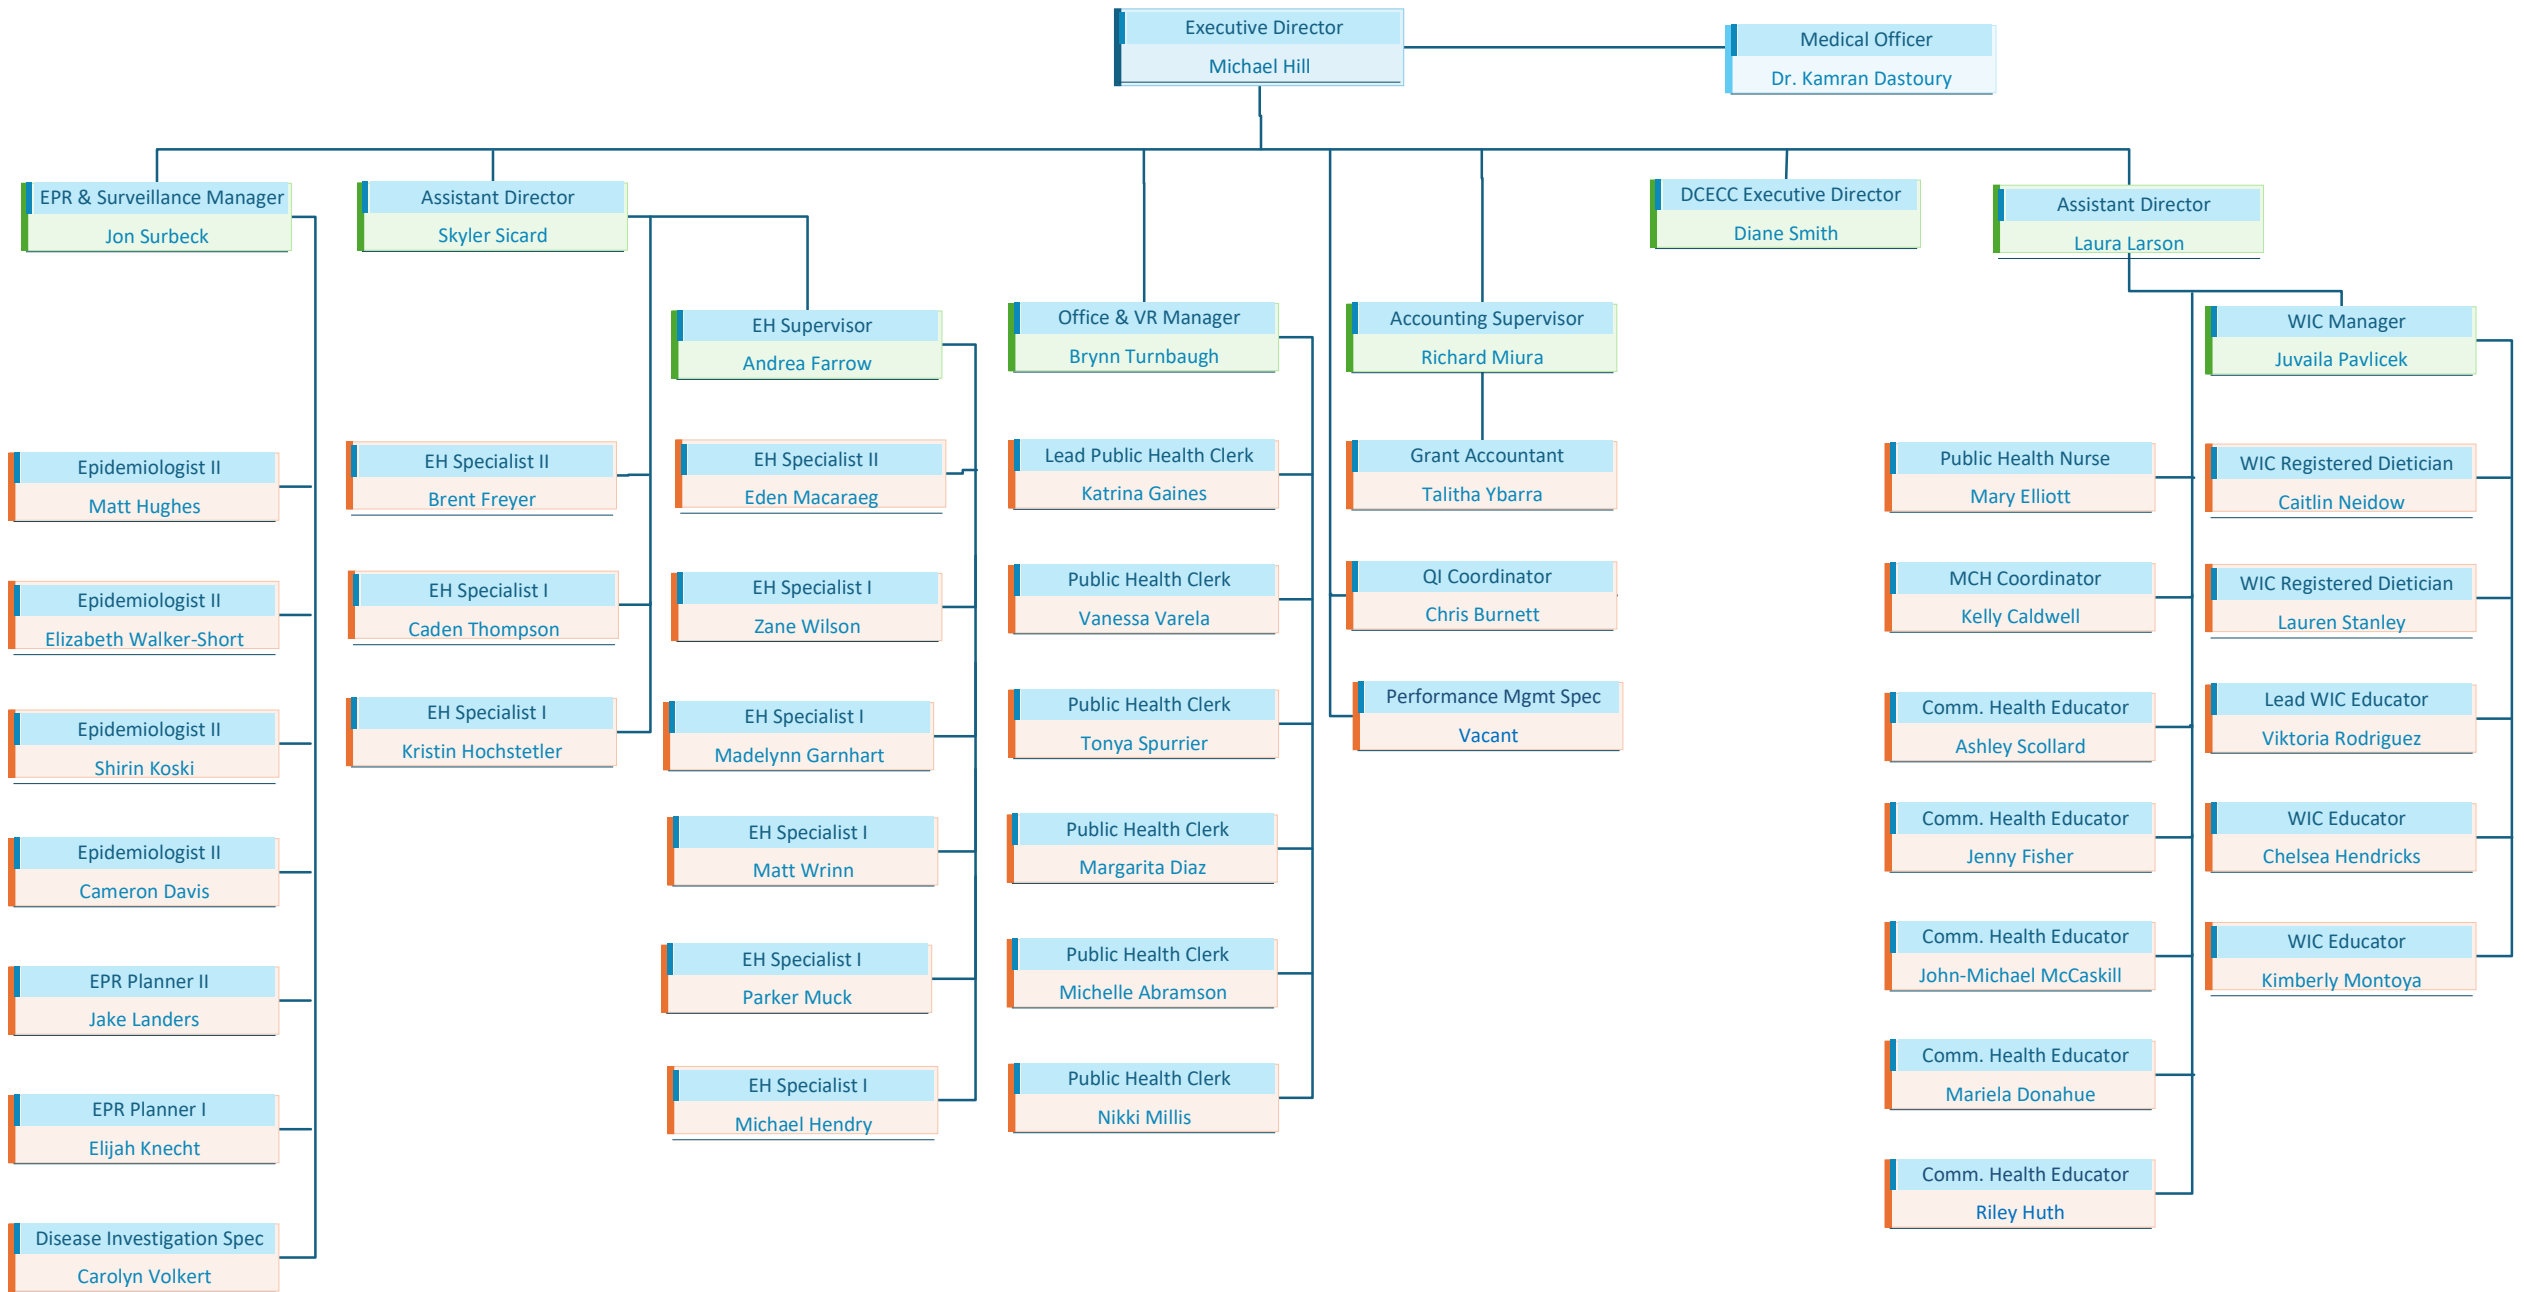 Executive Director
Michael Hill
Medical Officer
Dr. Kamran Dastoury
EPR & Surveillance Manager
Jon Surbeck
Assistant Director
Skyler Sicard
DCECC Executive Director
Diane Smith
Assistant Director
Laura Larson
EH Supervisor
Andrea Farrow
Office & VR Manager
Brynn Turnbaugh
Accounting Supervisor
Richard Miura
WIC Manager
Juvaila Pavlicek
Epidemiologist II
Matt Hughes
Epidemiologist II
Elizabeth Walker-Short
Epidemiologist II
Shirin Koski
Epidemiologist II
Cameron Davis
EPR Planner II
Jake Landers
EPR Planner I
Elijah Knecht
Disease Investigation Spec
Carolyn Volkert
EH Specialist II
Brent Freyer
EH Specialist I
Caden Thompson
EH Specialist I
Kristin Hochstetler
EH Specialist II
Eden Macaraeg
EH Specialist I
Zane Wilson
EH Specialist I
Madelynn Garnhart
EH Specialist I
Matt Wrinn
EH Specialist I
Parker Muck
EH Specialist I
Michael Hendry
Lead Public Health Clerk
Katrina Gaines
Public Health Clerk
Vanessa Varela
Public Health Clerk
Tonya Spurrier
Public Health Clerk
Margarita Diaz
Public Health Clerk
Michelle Abramson
Public Health Clerk
Nikki Millis
Grant Accountant
Talitha Ybarra
QI Coordinator
Chris Burnett
Performance Mgmt Spec
Vacant
Public Health Nurse
Mary Elliott
MCH Coordinator
Kelly Caldwell
Comm. Health Educator
Ashley Scollard
Comm. Health Educator
Jenny Fisher
Comm. Health Educator
John-Michael McCaskill
Comm. Health Educator
Mariela Donahue
Comm. Health Educator
Riley Huth
WIC Registered Dietician
Caitlin Neidow
WIC Registered Dietician
Lauren Stanley
Lead WIC Educator
Viktoria Rodriguez
WIC Educator
Chelsea Hendricks
WIC Educator
Kimberly Montoya